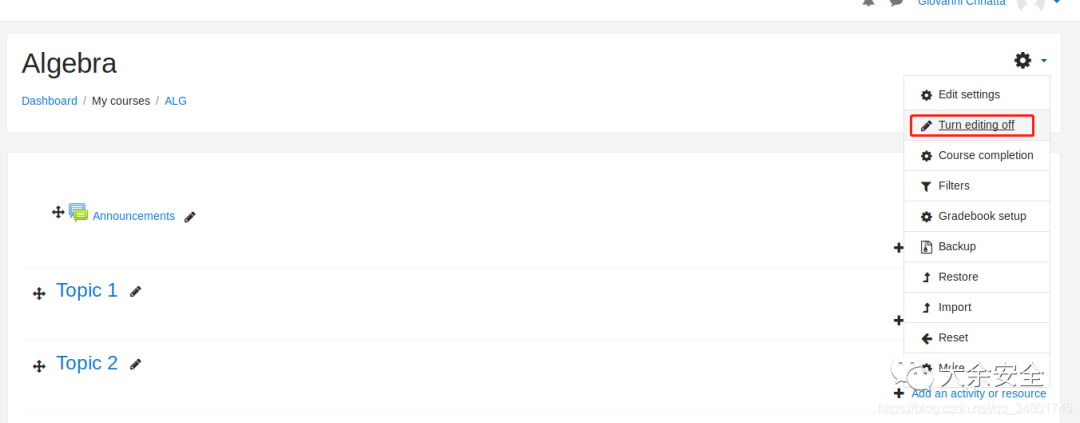 Giovanni Chhatta
Algebra
Dashboard / My courses / ALG
Edit settings
Turn editing off
Course completion
Filters
Gradebook setup
Backup
Restore
Import
Reset
More...
Announcements
Topic 1
Topic 2
Add an activity or resource
大余安全
https://blog.csdn.net/qq_34801745